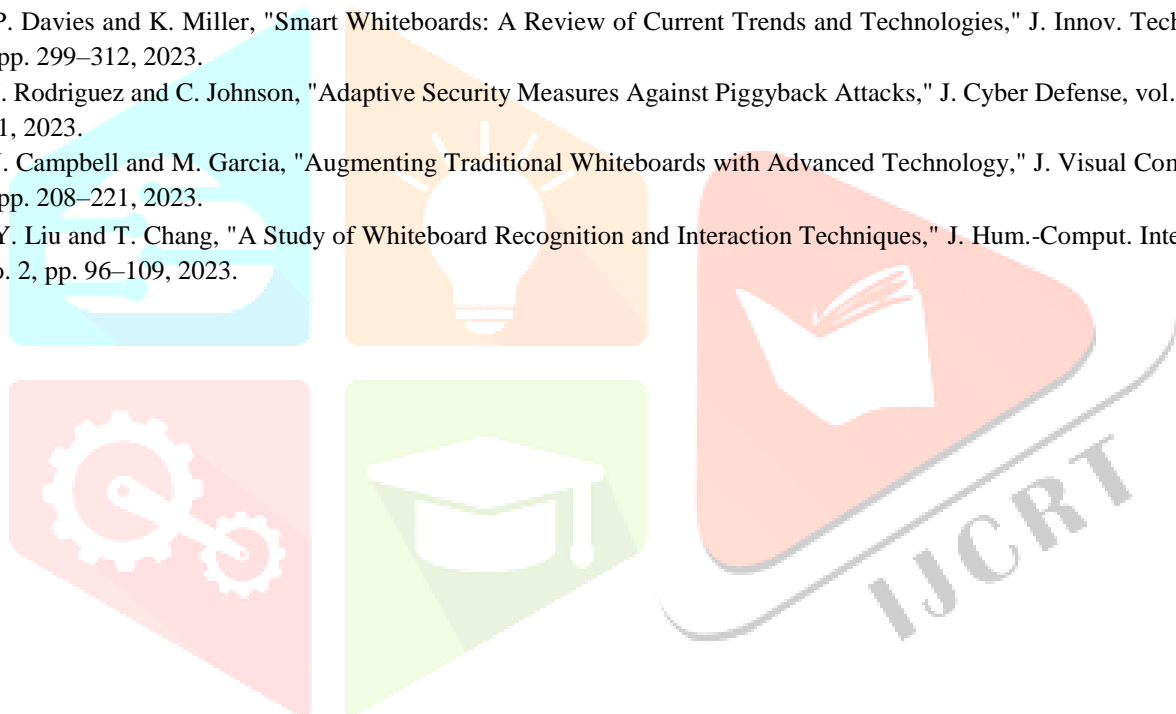 P. Davies and K. Miller, "Smart Whiteboards: A Review of Current Trends and Technologies," J. Innov. Tech
pp. 299–312, 2023.
. Rodriguez and C. Johnson, "Adaptive Security Measures Against Piggyback Attacks," J. Cyber Defense, vol.
1, 2023.
. Campbell and M. Garcia, "Augmenting Traditional Whiteboards with Advanced Technology," J. Visual Com
pp. 208–221, 2023.
Y. Liu and T. Chang, "A Study of Whiteboard Recognition and Interaction Techniques," J. Hum.-Comput. Inte
o. 2, pp. 96–109, 2023.
IJCRT